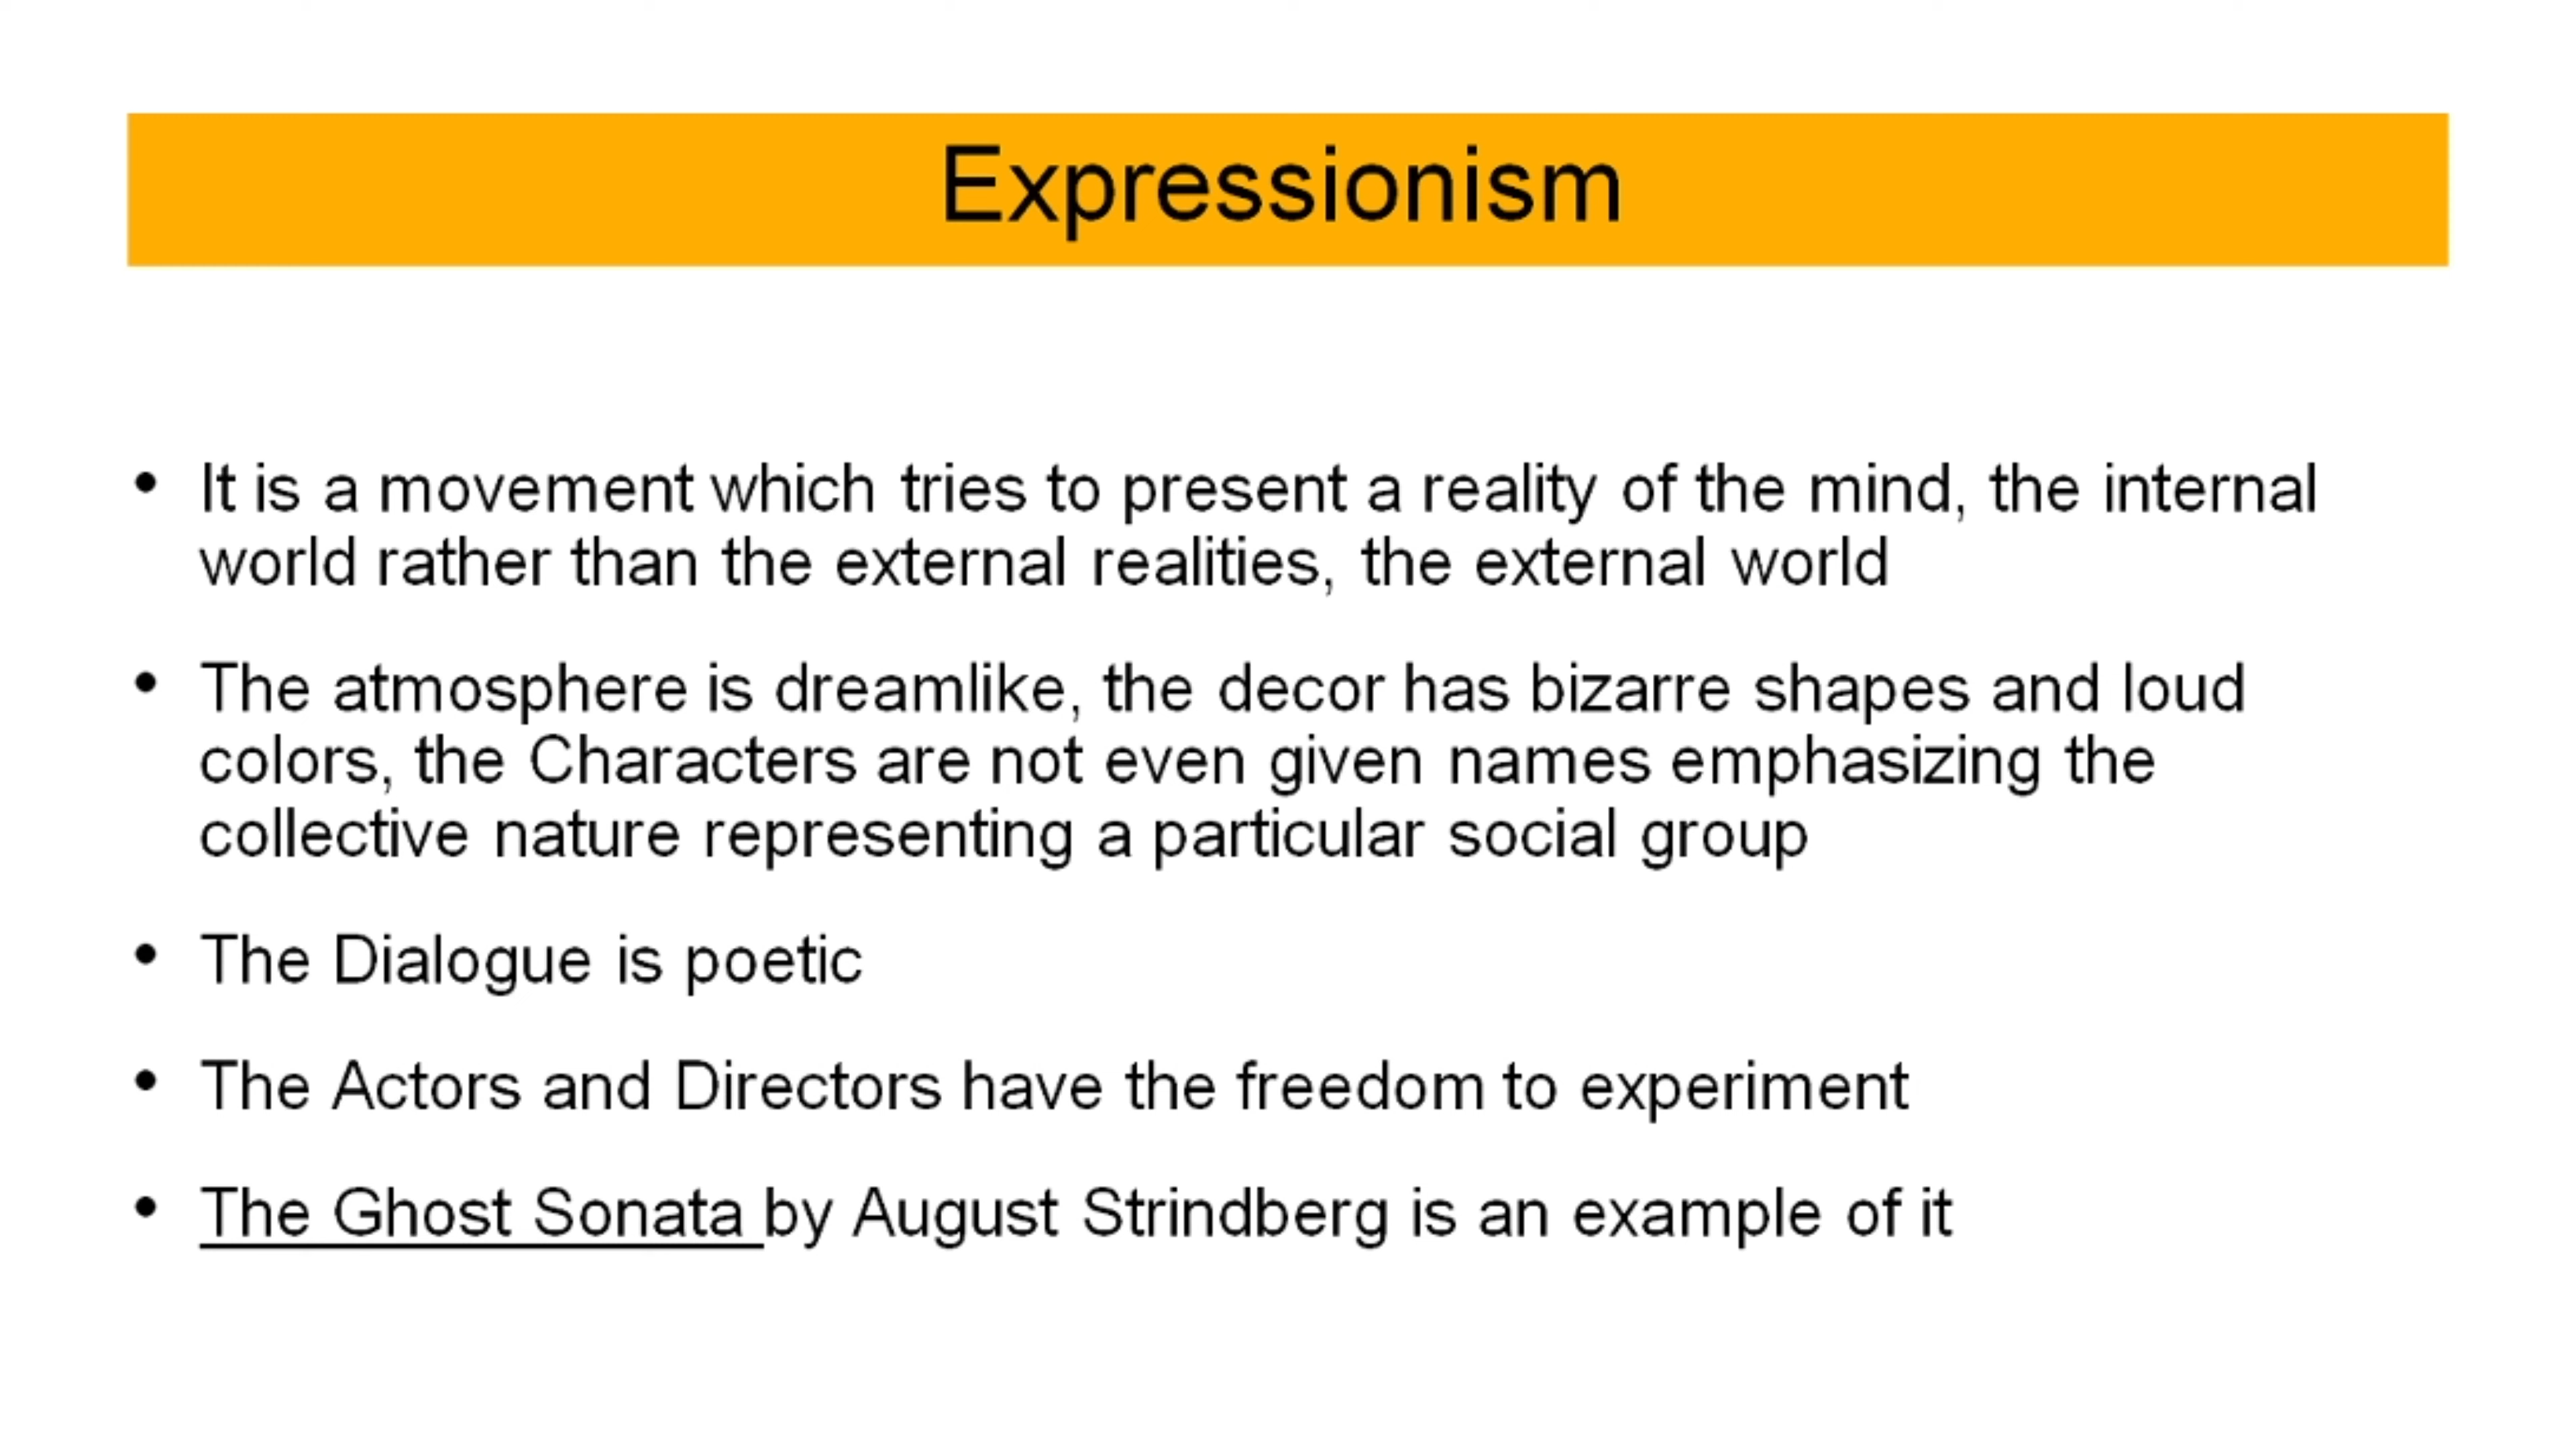 Expressionism
• It is a movement which tries to present a reality of the mind, the internal
world rather than the external realities, the external world
• The atmosphere is dreamlike, the decor has bizarre shapes and loud
colors, the Characters are not even given names emphasizing the
collective nature representing a particular social group
• The Dialogue is poetic
• The Actors and Directors have the freedom to experiment
• The Ghost Sonata by August Strindberg is an example of it